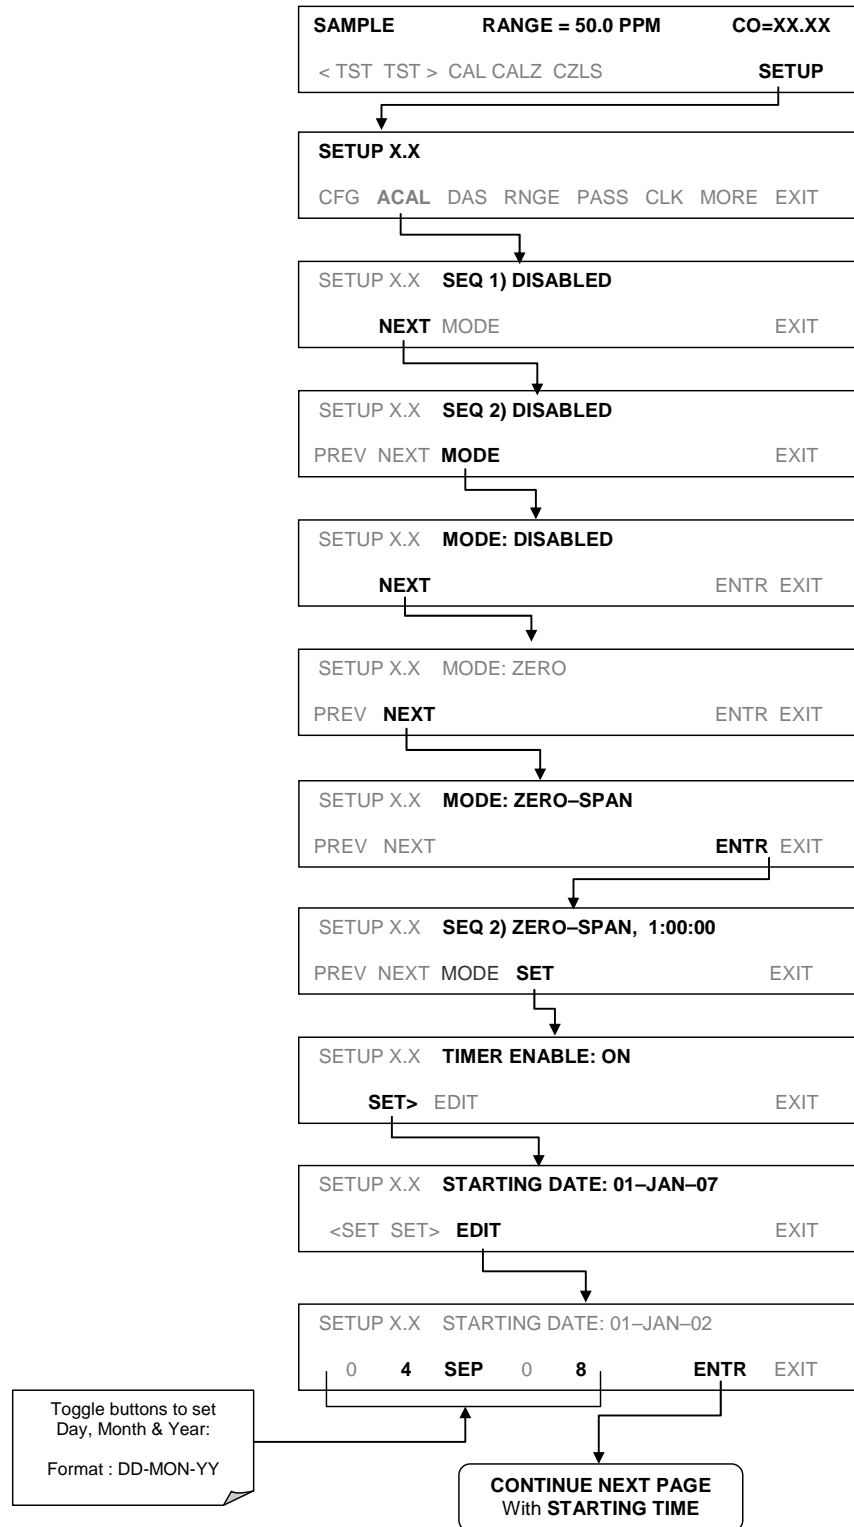 SAMPLE RANGE = 50.0 PPM CO=XX.XX
< TST TST > CAL CALZ CZLS SETUP
SETUP X.X
CFG ACAL DAS RNGE PASS CLK MORE EXIT
SETUP X.X SEQ 1) DISABLED
NEXT MODE EXIT
SETUP X.X SEQ 2) DISABLED
PREV NEXT MODE EXIT
SETUP X.X MODE: DISABLED
NEXT ENTR EXIT
SETUP X.X MODE: ZERO
PREV NEXT ENTR EXIT
SETUP X.X MODE: ZERO–SPAN
PREV NEXT ENTR EXIT
SETUP X.X SEQ 2) ZERO–SPAN, 1:00:00
PREV NEXT MODE SET EXIT
SETUP X.X TIMER ENABLE: ON
SET> EDIT EXIT
SETUP X.X STARTING DATE: 01–JAN–07
<SET SET> EDIT EXIT
SETUP X.X STARTING DATE: 01–JAN–02
0 4 SEP 0 8 ENTR EXIT
Toggle buttons to set
Day, Month & Year:
Format : DD-MON-YY
CONTINUE NEXT PAGE
With STARTING TIME